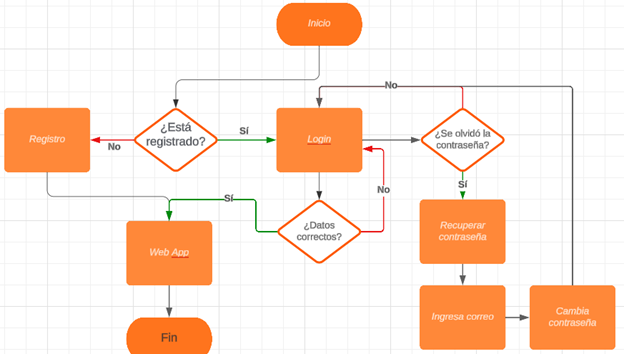 Inicio
No
¿Está
registrado?
Sí
Registro
No
Login
¿Se olvidó la
contraseña?
Sí
No
Sí
¿Datos
correctos?
Recuperar
contraseña
Web App
Ingresa correo
Cambia
contraseña
Fin